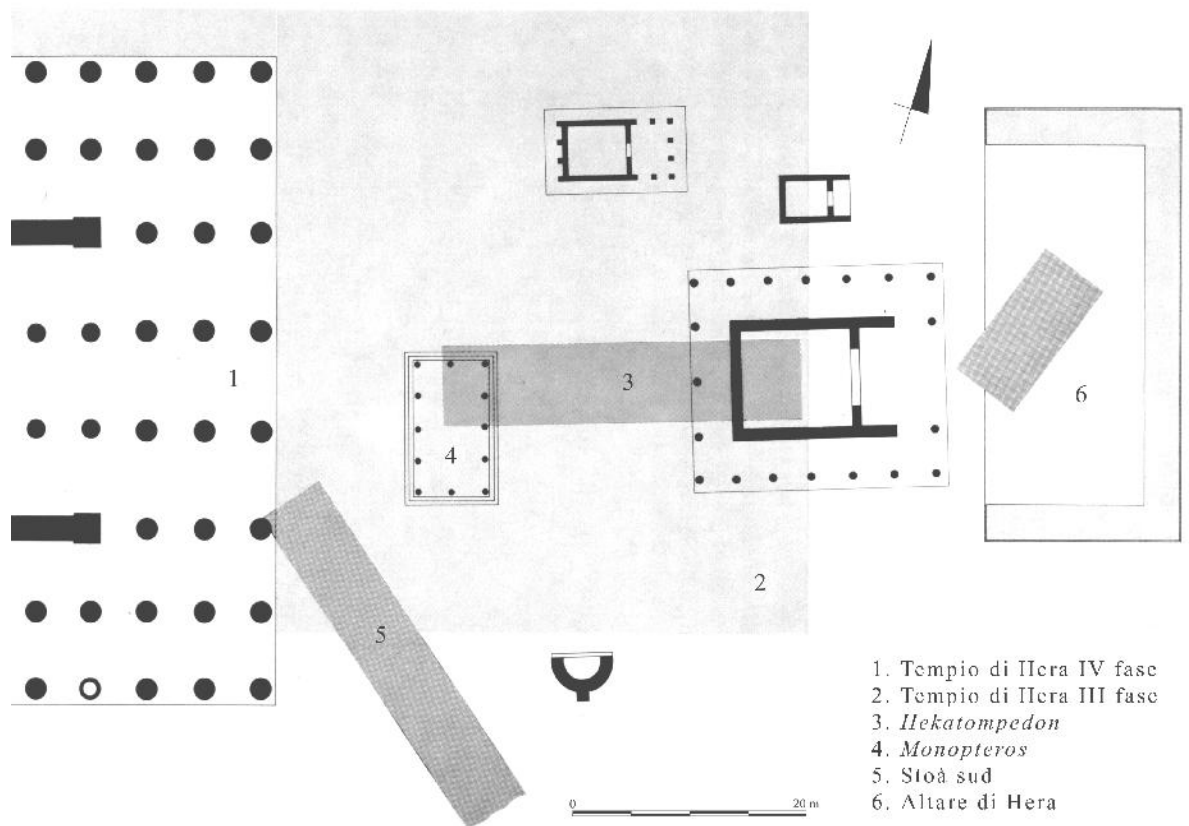 1
2
3
4
5
6
0 20 m
1. Tempio di Hera IV fase
2. Tempio di Hera III fase
3. Hekatompedon
4. Monopteros
5. Stoà sud
6. Altare di Hera